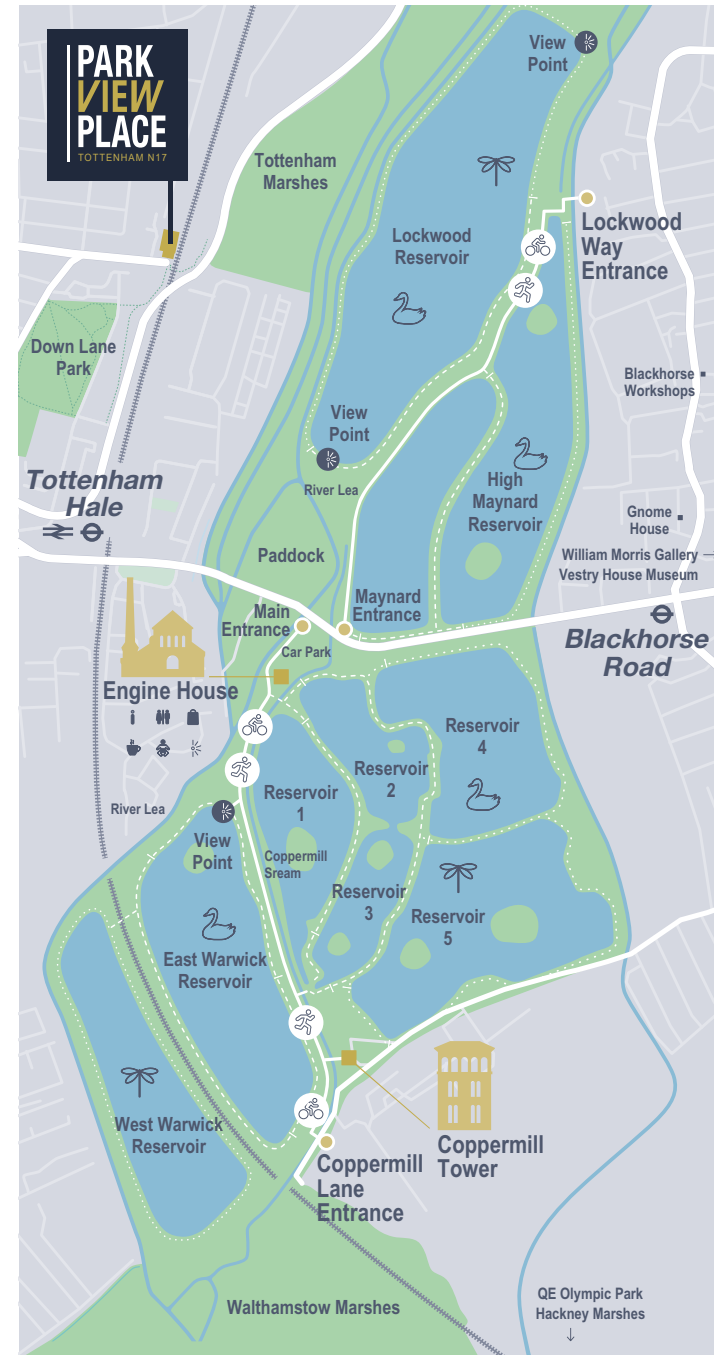 PARK
VIEW
PLACE
TOTTENHAM N17
View
Point
Tottenham
Marshes
Lockwood
Reservoir
Lockwood
Way
Entrance
Down Lane
Park
Blackhorse
Workshops
View
Point
Tottenham
Hale
River Lea
High
Maynard
Reservoir
Gnome
House
William Morris Gallery
Vestry House Museum
Paddock
Main
Entrance
Maynard
Entrance
Car Park
Blackhorse
Road
Engine House
Reservoir
4
Reservoir
2
Reservoir
1
River Lea
View
Point
Coppermill
Sream
Reservoir
3
Reservoir
5
East Warwick
Reservoir
West Warwick
Reservoir
Coppermill
Tower
Coppermill
Lane
Entrance
QE Olympic Park
Hackney Marshes
Walthamstow Marshes